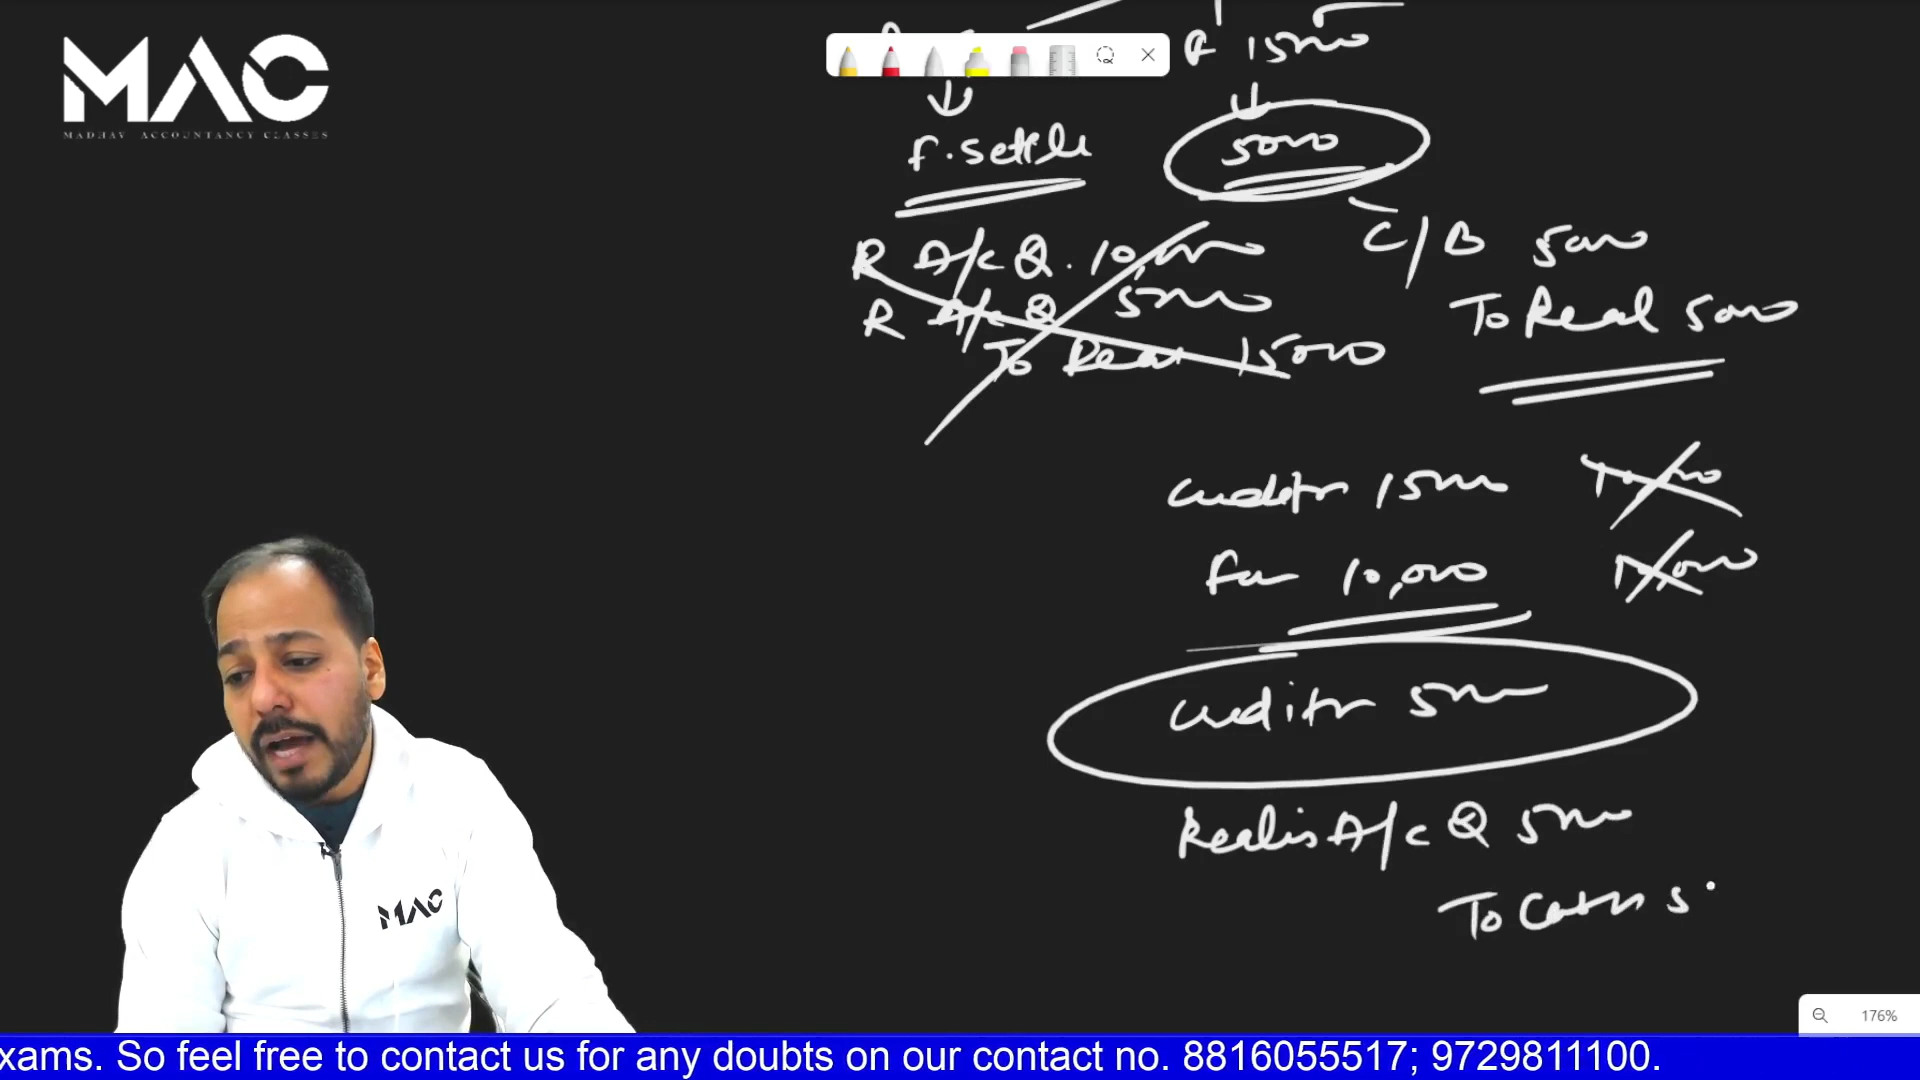 MAC
MADHAV ACCOUNTANCY CLASSES
15000
F. Settle
5000
R A/c Q. 10,000
R A/c Q 5000
To Real 15000
C/B 5000
To Real 5000
Creditor 15000
For 10,000
Creditor 5000
Realis A/c Q 5000
To Cash 5
MAC
176%
xams. So feel free to contact us for any doubts on our contact no. 8816055517; 9729811100.